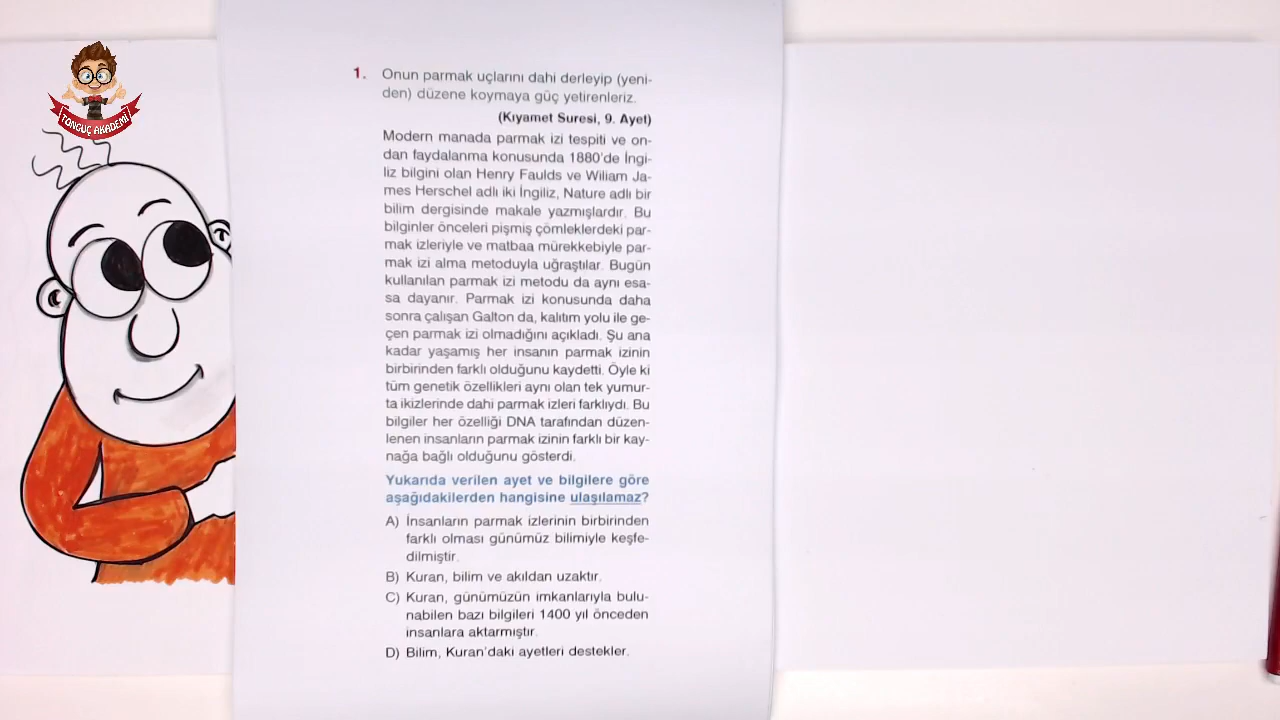 TONGUÇ AKADEMİ
1. Onun parmak uçlarını dahi derleyip (yeni-
den) düzene koymaya güç yetirenleriz.
(Kıyamet Suresi, 9. Ayet)
Modern manada parmak izi tespiti ve on-
dan faydalanma konusunda 1880'de İngi-
liz bilgini olan Henry Faulds ve Wiliam Ja-
mes Herschel adlı iki İngiliz, Nature adlı bir
bilim dergisinde makale yazmışlardır. Bu
bilginler önceleri pişmiş çömleklerdeki par-
mak izleriyle ve matbaa mürekkebiyle par-
mak izi alma metoduyla uğraştılar. Bugün
kullanılan parmak izi metodu da aynı esa-
sa dayanır. Parmak izi konusunda daha
sonra çalışan Galton da, kalıtım yolu ile ge-
çen parmak izi olmadığını açıkladı. Şu ana
kadar yaşamış her insanın parmak izinin
birbirinden farklı olduğunu kaydetti. Öyle ki
tüm genetik özellikleri aynı olan tek yumur-
ta ikizlerinde dahi parmak izleri farklıydı. Bu
bilgiler her özelliği DNA tarafından düzen-
lenen insanların parmak izinin farklı bir kay-
nağa bağlı olduğunu gösterdi.
Yukarıda verilen ayet ve bilgilere göre
aşağıdakilerden hangisine ulaşılamaz?
A) İnsanların parmak izlerinin birbirinden
farklı olması günümüz bilimiyle keşfe-
dilmiştir.
B) Kuran, bilim ve akıldan uzaktır.
C) Kuran, günümüzün imkanlarıyla bulu-
nabilen bazı bilgileri 1400 yıl önceden
insanlara aktarmıştır.
D) Bilim, Kuran'daki ayetleri destekler.